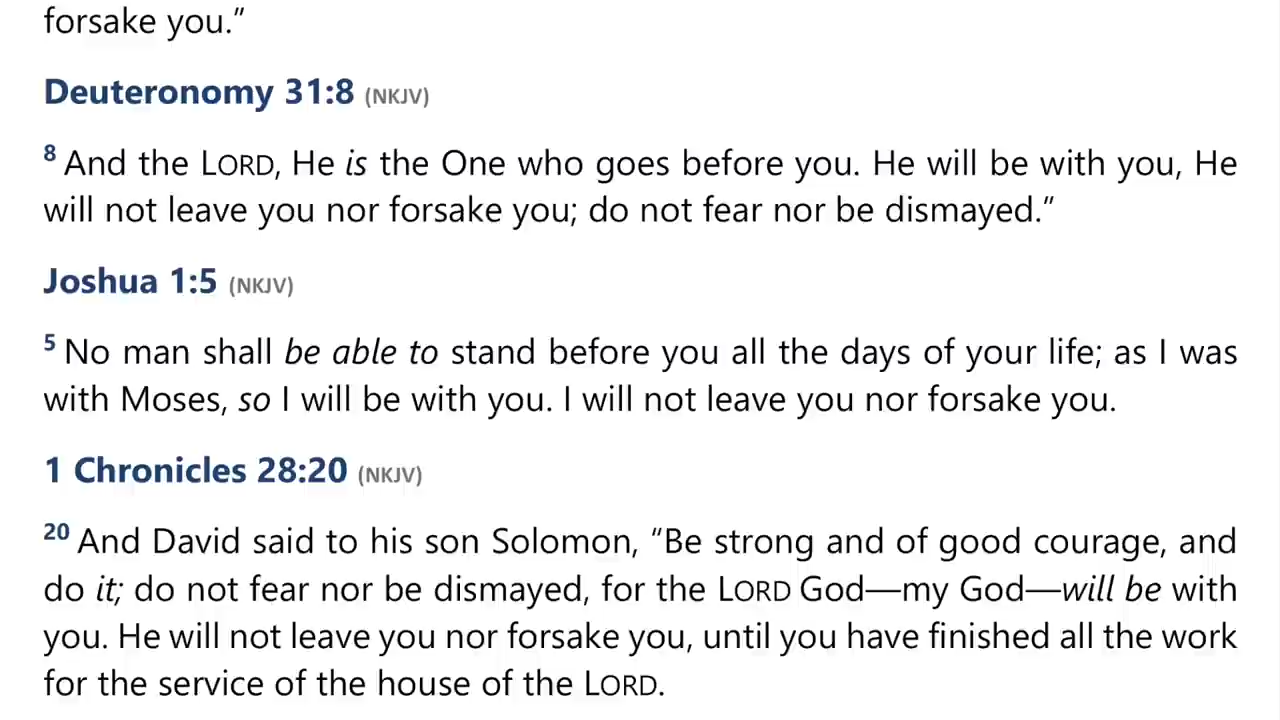 forsake you.”
Deuteronomy 31:8 (NKJV)
8 And the LORD, He is the One who goes before you. He will be with you, He
will not leave you nor forsake you; do not fear nor be dismayed.”
Joshua 1:5 (NKJV)
5 No man shall be able to stand before you all the days of your life; as I was
with Moses, so I will be with you. I will not leave you nor forsake you.
1 Chronicles 28:20 (NKJV)
20 And David said to his son Solomon, “Be strong and of good courage, and
do it; do not fear nor be dismayed, for the LORD God—my God—will be with
you. He will not leave you nor forsake you, until you have finished all the work
for the service of the house of the LORD.